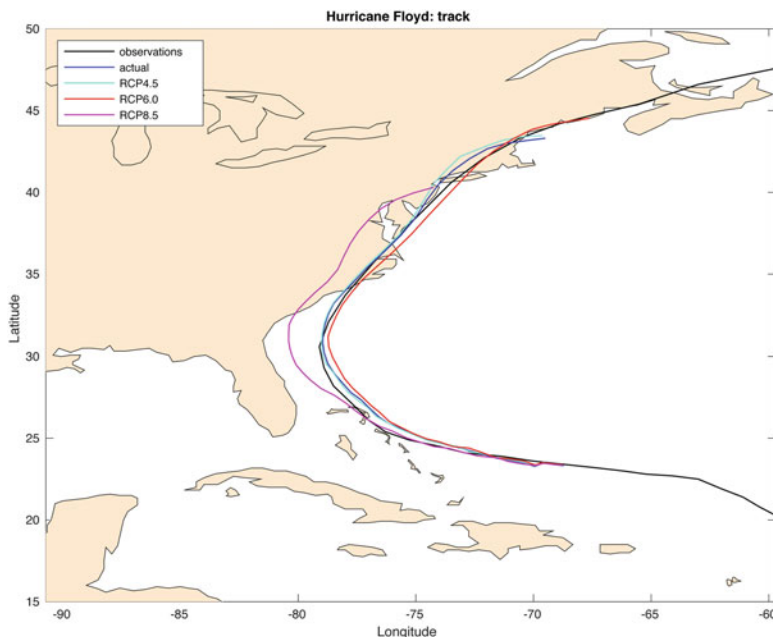 Hurricane Floyd: track
observations
actual
RCP4.5
RCP6.0
RCP8.5
Latitude
50
45
40
35
30
25
20
15
-90
-85
-80
-75
-70
-65
-60
Longitude